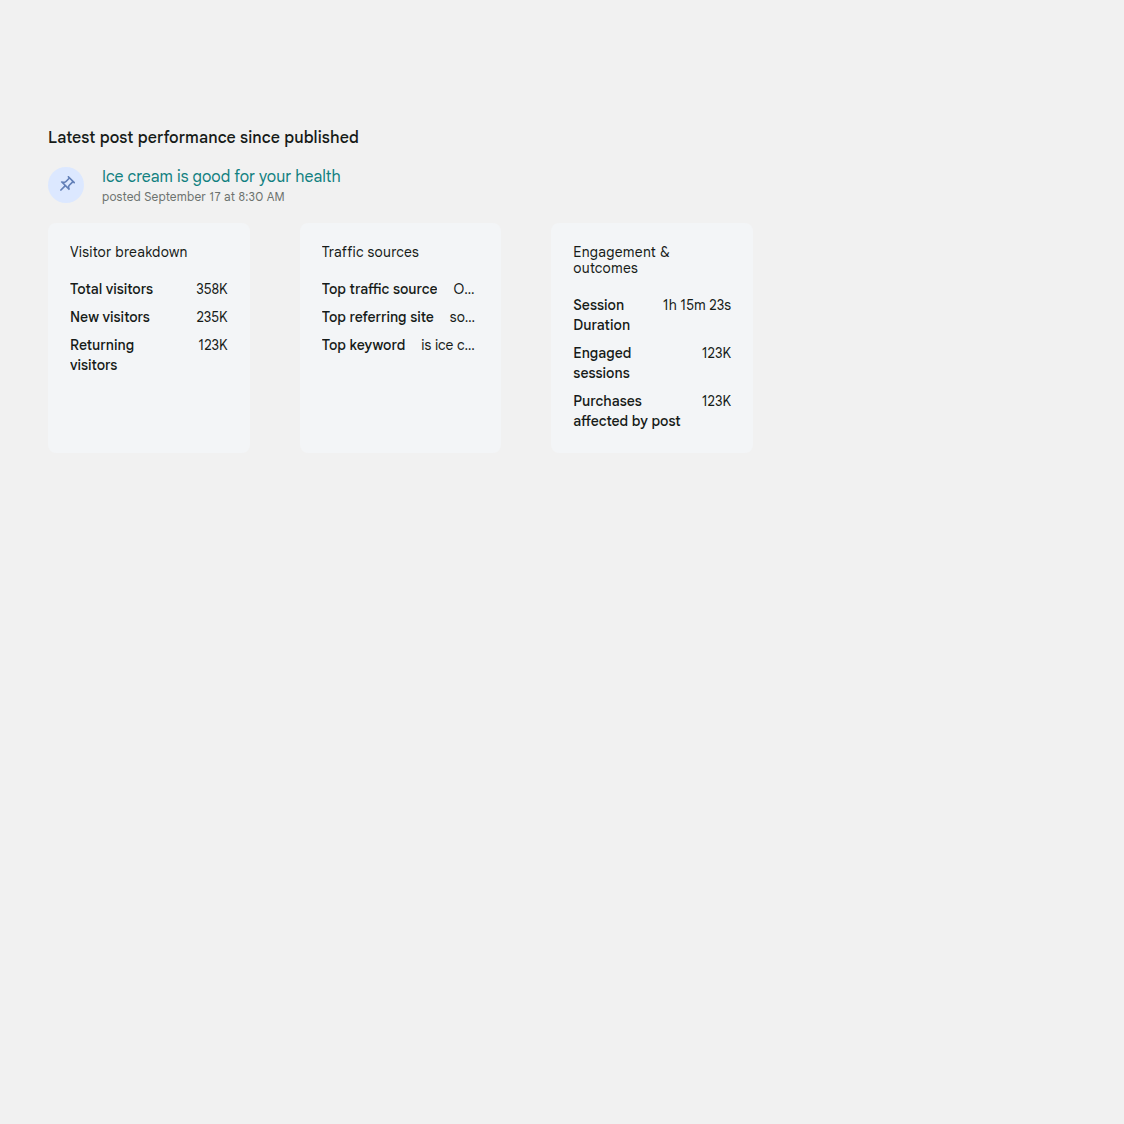 Latest post performance since published
Ice cream is good for your health
posted September 17 at 8:30 AM
Visitor breakdown
Total visitors 358K
New visitors 235K
Returning visitors 123K
Traffic sources
Top traffic source O...
Top referring site so...
Top keyword is ice c...
Engagement &
outcomes
Session 1h 15m 23s
Duration
Engaged 123K
sessions
Purchases 123K
affected by post